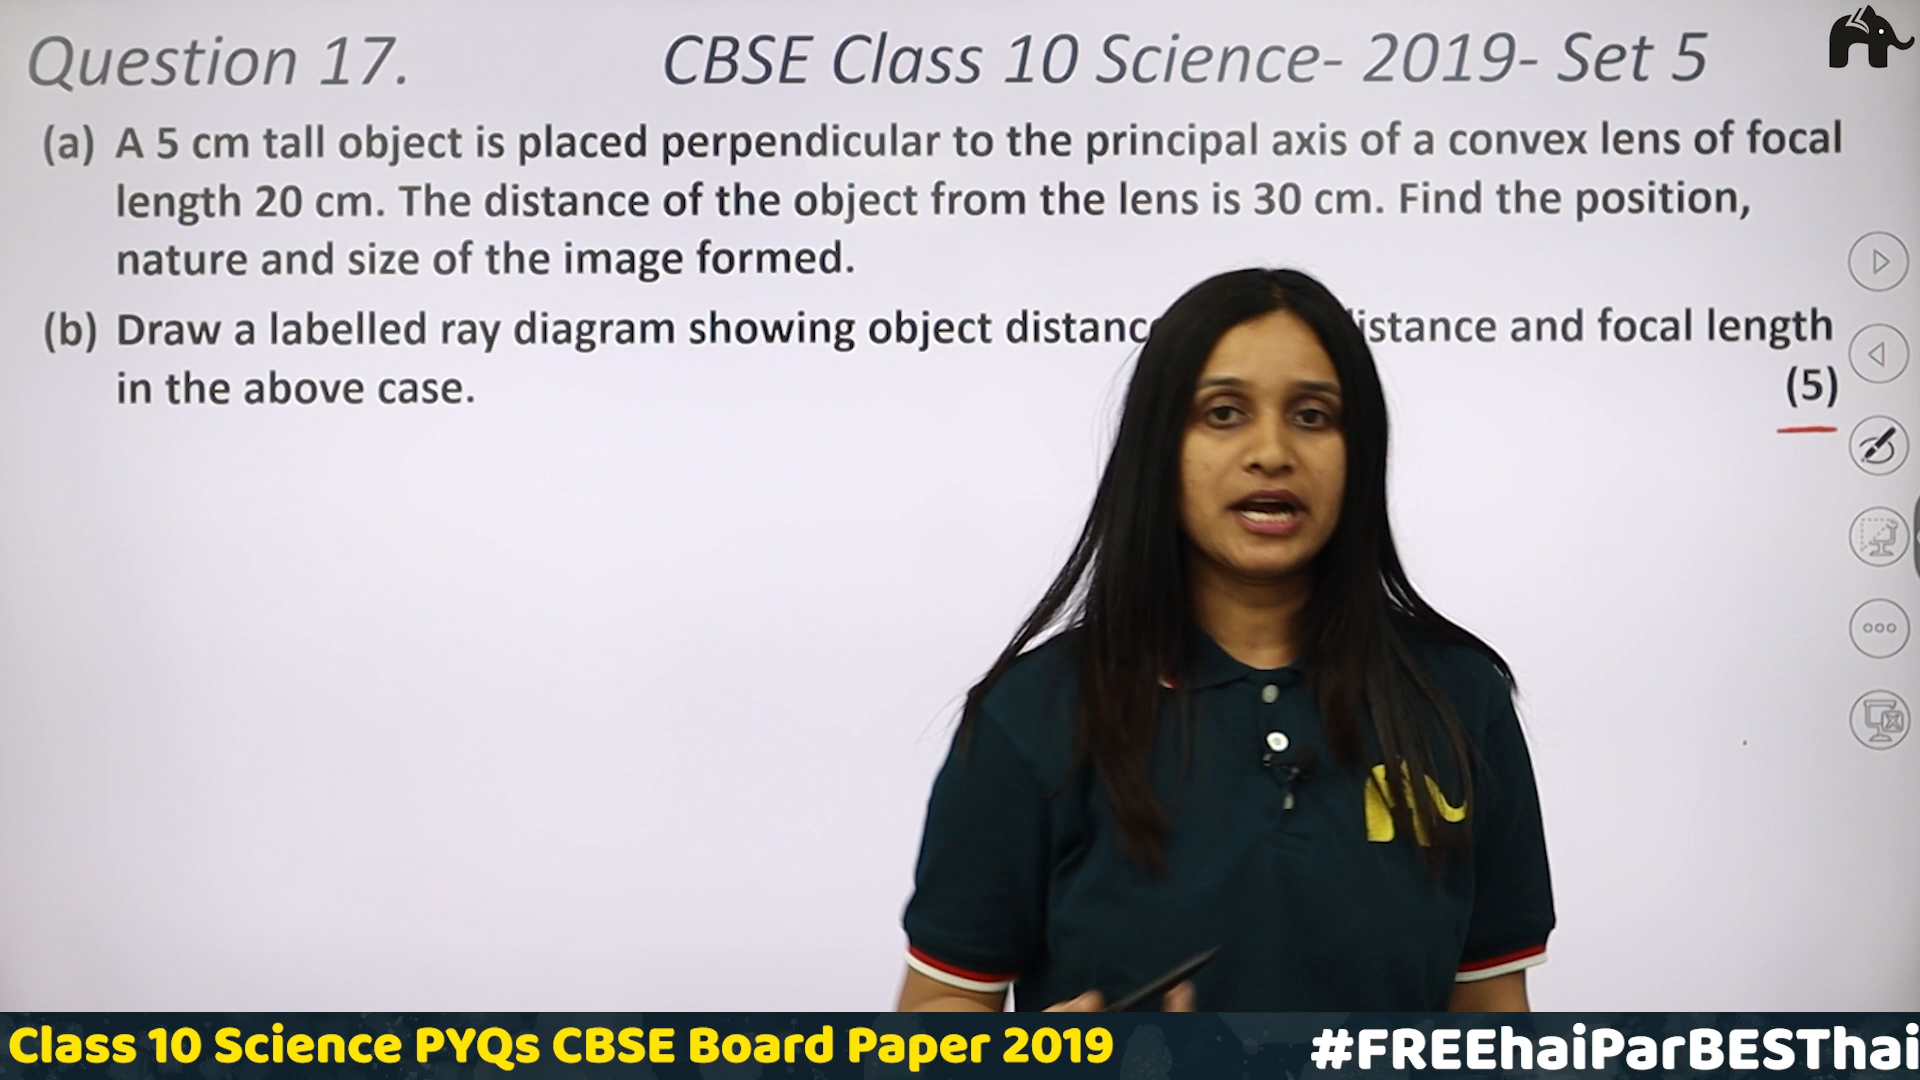 Question 17.
CBSE Class 10 Science- 2019- Set 5
(a) A 5 cm tall object is placed perpendicular to the principal axis of a convex lens of focal
length 20 cm. The distance of the object from the lens is 30 cm. Find the position,
nature and size of the image formed.
(b) Draw a labelled ray diagram showing object distanc istance and focal length
in the above case.
(5)
Class 10 Science PYQs CBSE Board Paper 2019
#FREEhaiParBESThai